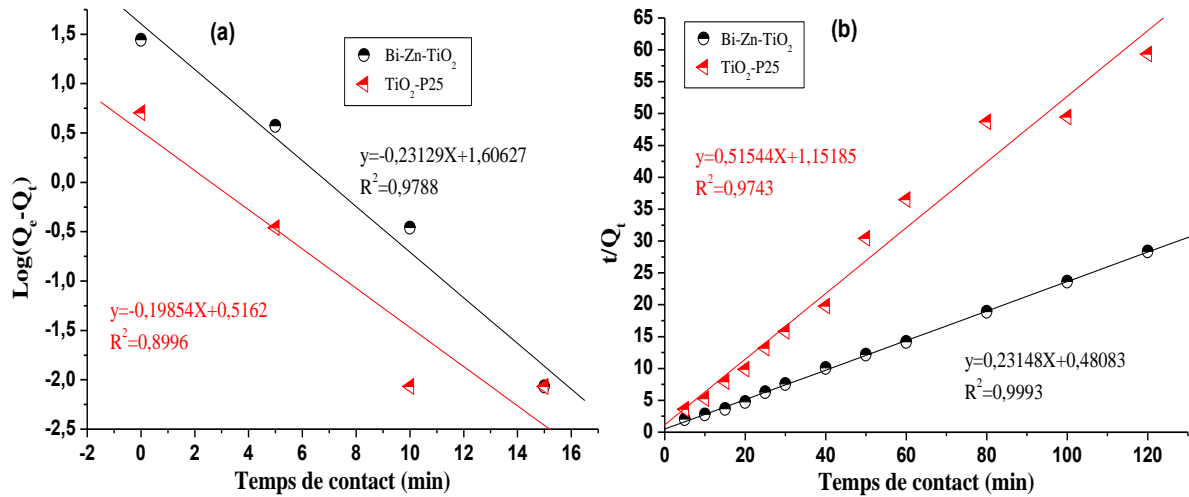 (a)
Bi-Zn-TiO2
TiO2-P25
y=-0,23129X+1,60627
R2=0,9788
y=-0,19854X+0,5162
R2=0,8996
Log(Qe-Qt)
1,5
1,0
0,5
0,0
-0,5
-1,0
-1,5
-2,0
-2,5
-2 0 2 4 6 8 10 12 14 16
Temps de contact (min)
(b)
Bi-Zn-TiO2
TiO2-P25
y=0,51544X+1,15185
R2=0,9743
y=0,23148X+0,48083
R2=0,9993
t/Qt
65
60
55
50
45
40
35
30
25
20
15
10
5
0
0 20 40 60 80 100 120
Temps de contact (min)